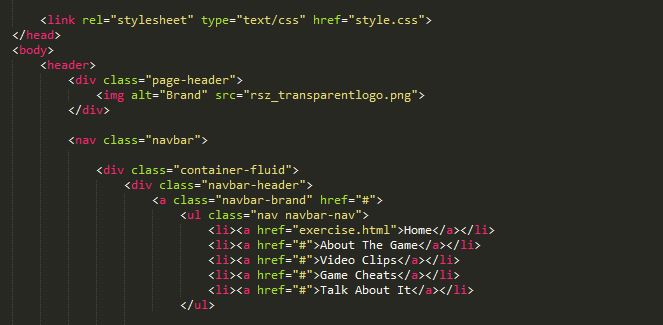 <link rel="stylesheet" type="text/css" href="style.css">
</head>
<body>
<header>
<div class="page-header">
<img alt="Brand" src="rsz_transparentlogo.png">
</div>
<nav class="navbar">
<div class="container-fluid">
<div class="navbar-header">
<a class="navbar-brand" href="#">
<ul class="nav navbar-nav">
<li><a href="exercise.html">Home</a></li>
<li><a href="#">About The Game</a></li>
<li><a href="#">Video Clips</a></li>
<li><a href="#">Game Cheats</a></li>
<li><a href="#">Talk About It</a></li>
</ul>